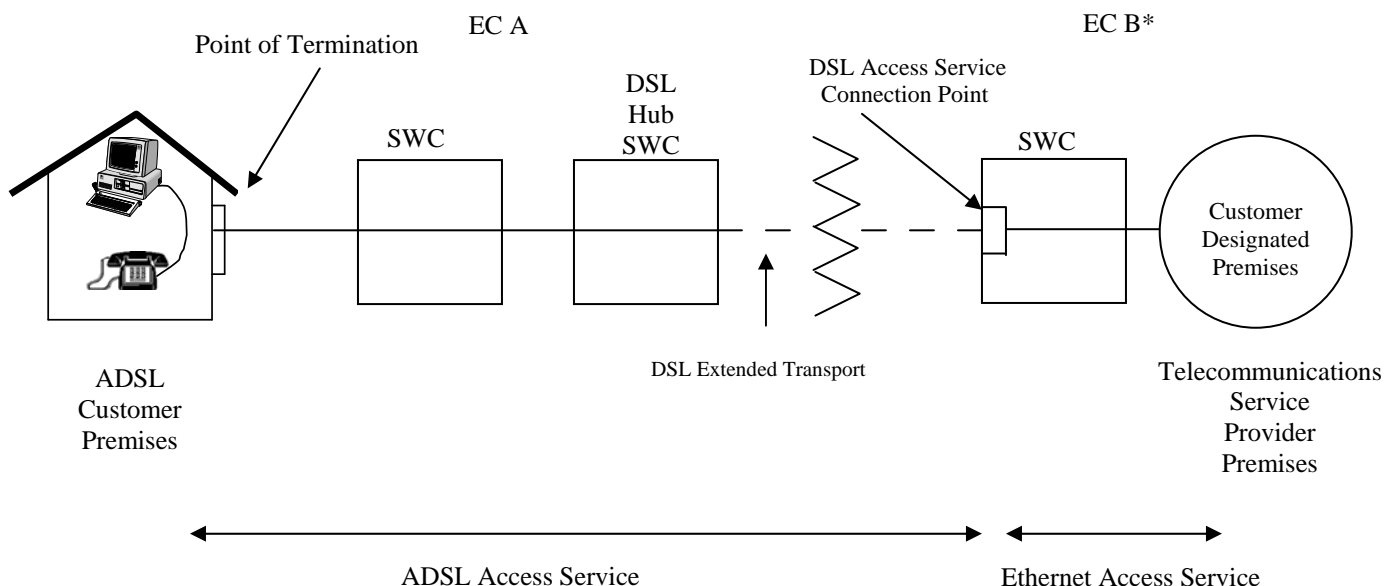 EC A
EC B*
Point of Termination
DSL Access Service
Connection Point
DSL
Hub
SWC
SWC
SWC
Customer
Designated
Premises
DSL Extended Transport
ADSL
Customer
Premises
Telecommunications
Service
Provider
Premises
ADSL Access Service
Ethernet Access Service